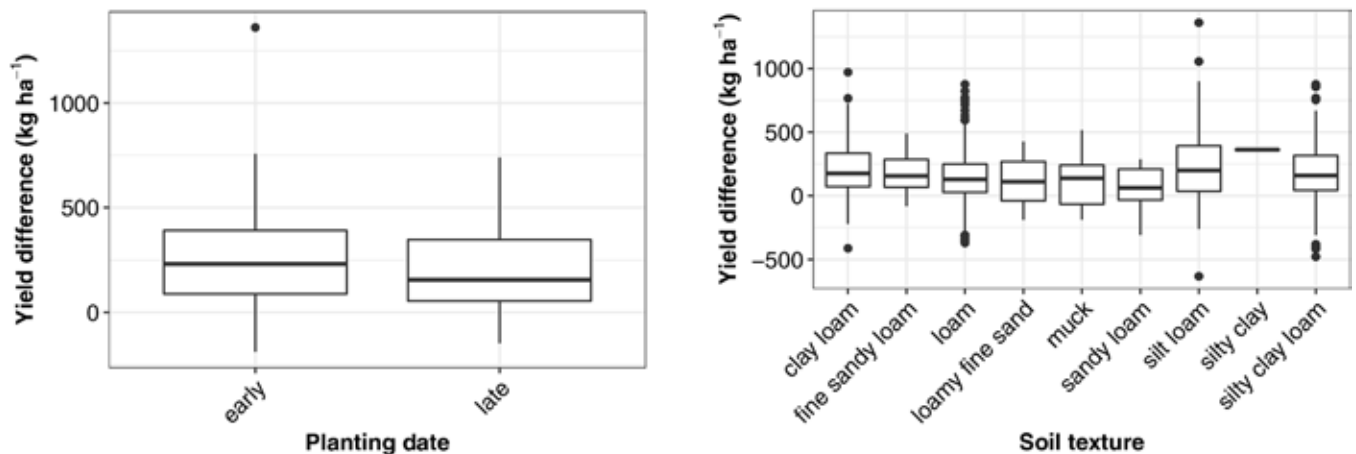 Yield difference (kg ha⁻¹)
1000
500
0
early
late
Planting date
Yield difference (kg ha⁻¹)
1000
500
0
−500
clay loam
fine sandy loam
loam
loamy fine sand
muck
sandy loam
silt loam
silty clay
silty clay loam
Soil texture